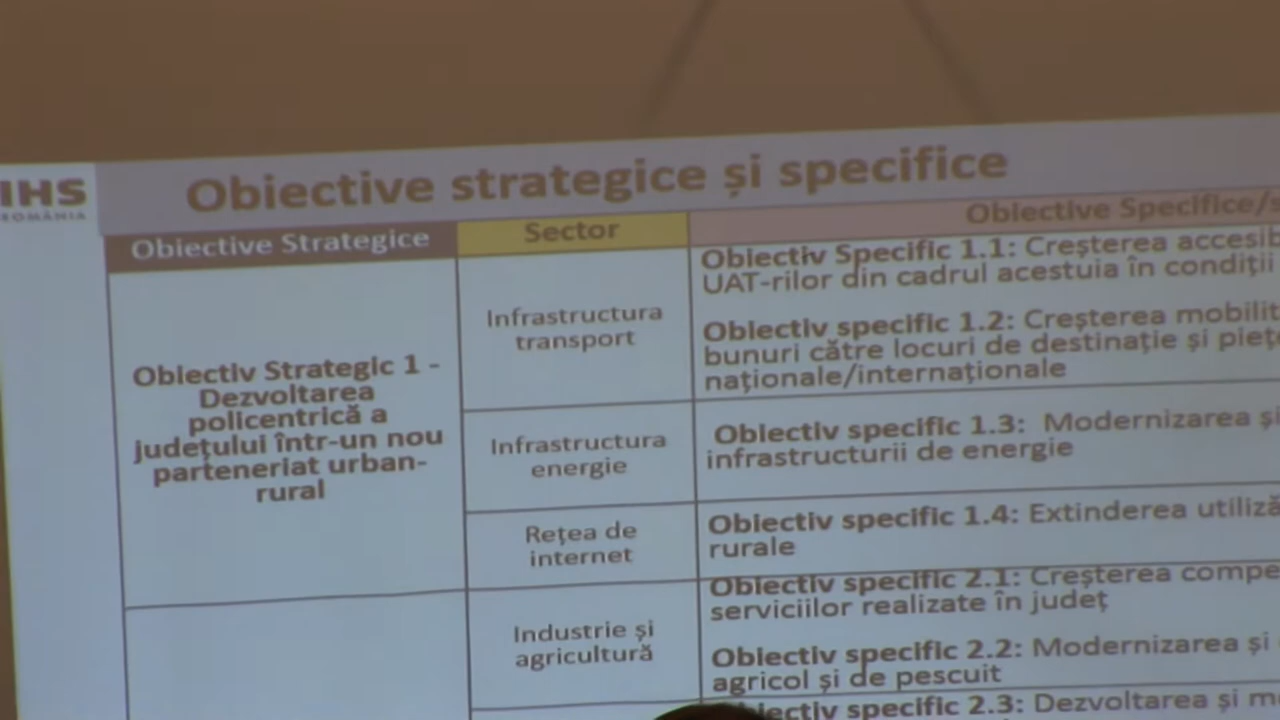 IHS
ROMÂNIA
Obiective strategice și specifice
Obiective Strategice
Sector
Obiective Specifice/s
Obiectiv Strategic 1 -
Dezvoltarea
policentrică a
județului într-un nou
parteneriat urban-
rural
Infrastructura
transport
Obiectiv Specific 1.1: Creșterea accesib
UAT-rilor din cadrul acestuia în condiții
Obiectiv specific 1.2: Creșterea mobilit
bunuri către locuri de destinație și piețe
naționale/internaționale
Infrastructura
energie
Obiectiv specific 1.3: Modernizarea și
infrastructurii de energie
Rețea de
internet
Obiectiv specific 1.4: Extinderea utiliză
rurale
Industrie și
agricultură
Obiectiv specific 2.1: Creșterea compe
serviciilor realizate în județ
Obiectiv specific 2.2: Modernizarea și
agricol și de pescuit
iectiv specific 2.3: Dezvoltarea și m